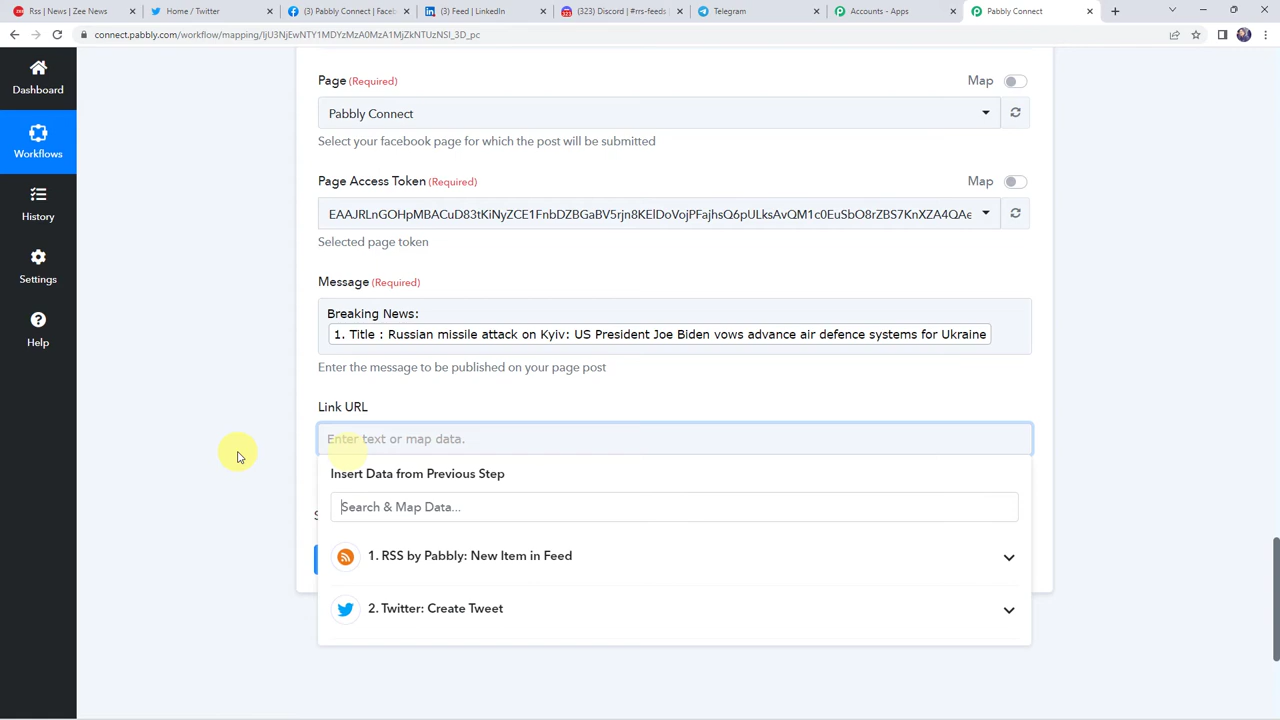 Rss | News | Zee News
Home / Twitter
(3) Pabbly Connect | Facebo
(3) Feed | LinkedIn
(323) Discord | #rrs-feeds
Telegram
Accounts - Apps
Pabbly Connect
connect.pabbly.com/workflow/mapping/IjU3NjEwNTY1MDYzMzA0MzA1MjZkNTUzNSI_3D_pc
Dashboard
Workflows
History
Settings
Help
Page (Required)
Map
Pabbly Connect
Select your facebook page for which the post will be submitted
Page Access Token (Required)
Map
EAAJRLnGOHpMBACuD83tKiNyZCE1FnbDZBGaBV5rjn8KElDoVojPFajhsQ6pULksAvQM1c0EuSbO8rZBS7KnXZA4QAe
Selected page token
Message (Required)
Breaking News:
1. Title : Russian missile attack on Kyiv: US President Joe Biden vows advance air defence systems for Ukraine
Enter the message to be published on your page post
Link URL
Enter text or map data.
Insert Data from Previous Step
Search & Map Data...
1. RSS by Pabbly: New Item in Feed
2. Twitter: Create Tweet